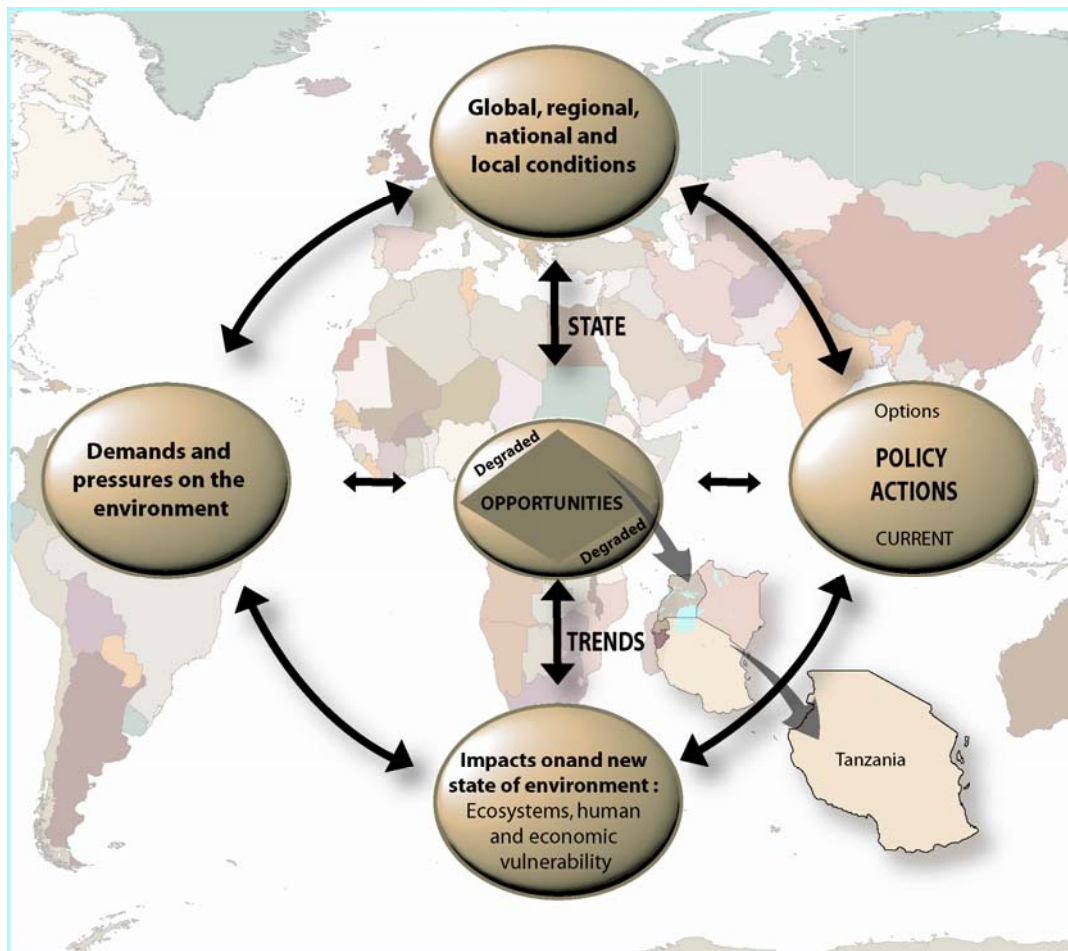 Global, regional,
national and
local conditions
STATE
Demands and
pressures on the
environment
Degraded
OPPORTUNITIES
Degraded
Options
POLICY
ACTIONS
CURRENT
TRENDS
Impacts onand new
state of environment :
Ecosystems, human
and economic
vulnerability
Tanzania